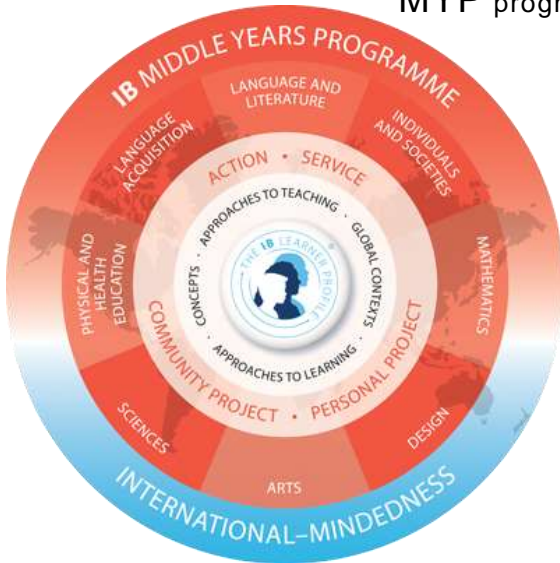 MYP progr
IB MIDDLE YEARS PROGRAMME
LANGUAGE AND
LITERATURE
INDIVIDUALS
AND SOCIETIES
MATHEMATICS
DESIGN
ARTS
SCIENCES
PHYSICAL AND
HEALTH
EDUCATION
LANGUAGE
ACQUISITION
ACTION • SERVICE
PERSONAL PROJECT
COMMUNITY PROJECT •
APPROACHES TO TEACHING ·
GLOBAL CONTEXTS ·
APPROACHES TO LEARNING ·
CONCEPTS ·
THE IB LEARNER PROFILE
®
INTERNATIONAL–MINDEDNESS